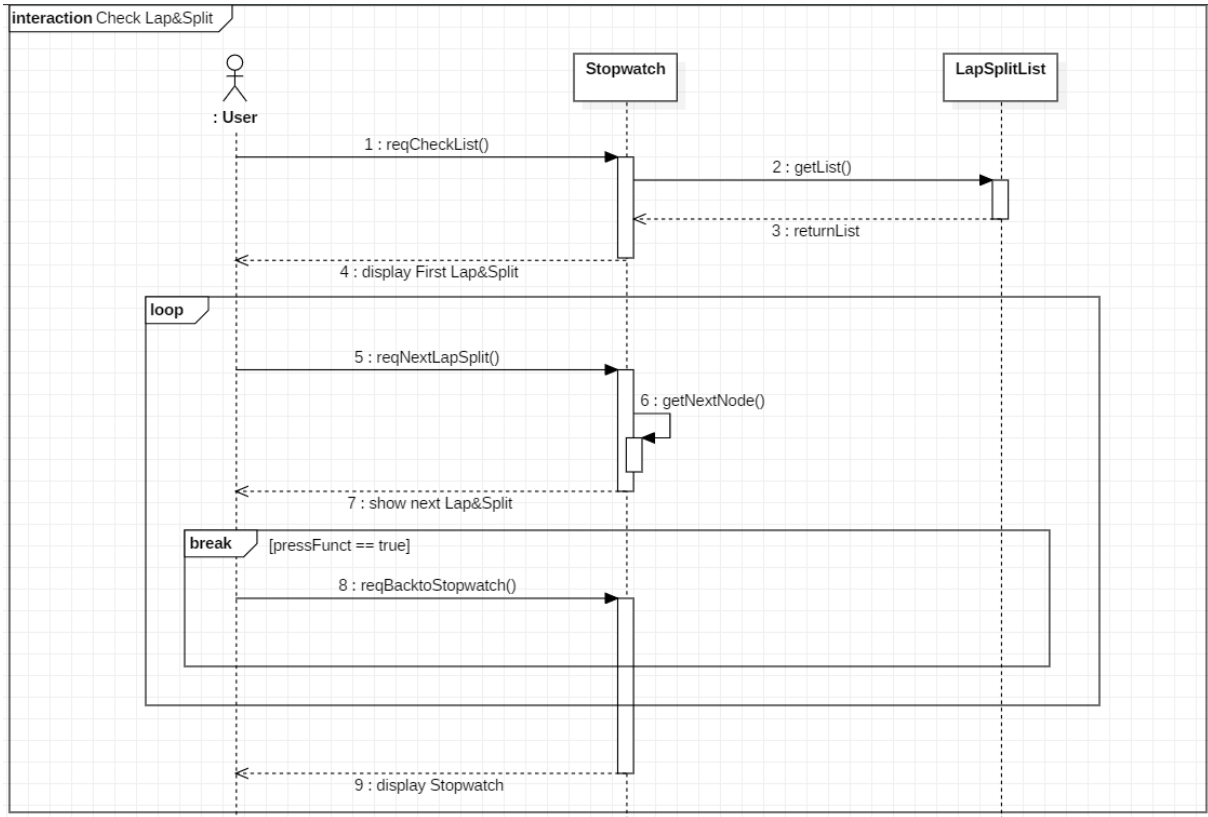 interaction Check Lap&Split
Stopwatch
LapSplitList
: User
1 : reqCheckList()
2 : getList()
3 : returnList
4 : display First Lap&Split
loop
5 : reqNextLapSplit()
6 : getNextNode()
7 : show next Lap&Split
break [pressFunct == true]
8 : reqBacktoStopwatch()
9 : display Stopwatch